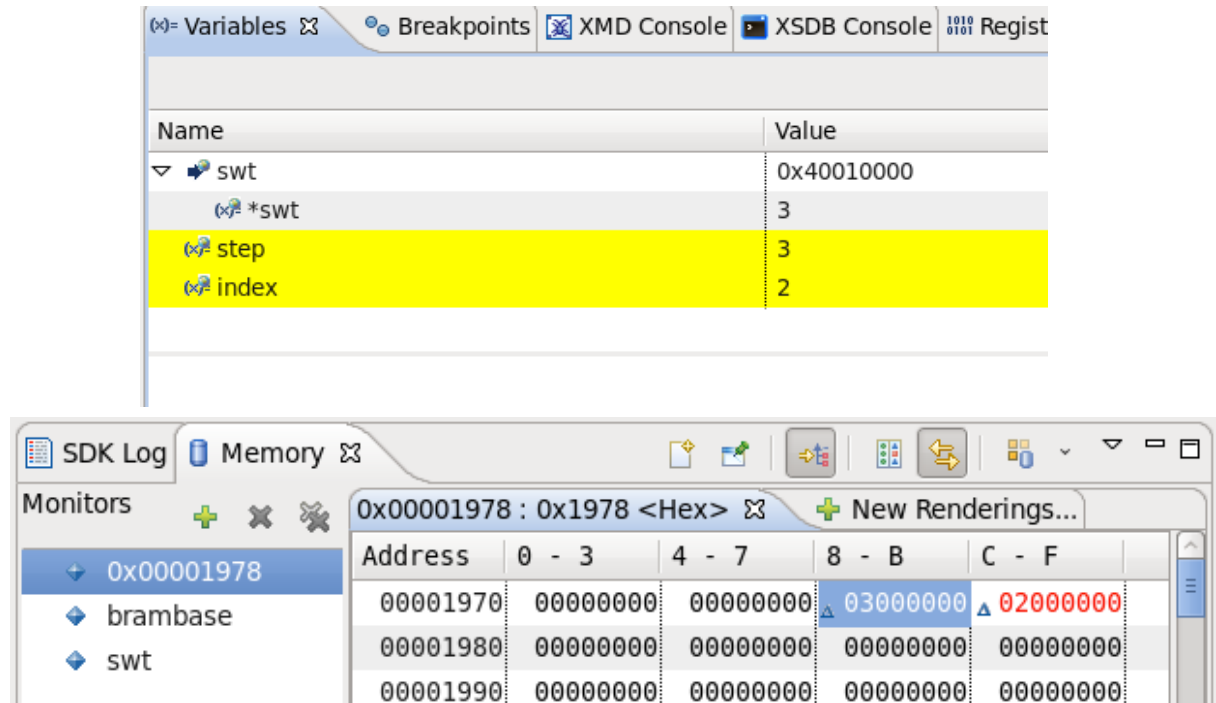 (x)= Variables Breakpoints XMD Console XSDB Console 1010 0101 Regist
Name Value
swt 0x40010000
(x)= *swt 3
(x)= step 3
(x)= index 2
SDK Log Memory
Monitors 0x00001978 : 0x1978 <Hex> New Renderings...
Address 0 - 3 4 - 7 8 - B C - F
0x00001978
brambase
swt
00001970 00000000 00000000 03000000 02000000
00001980 00000000 00000000 00000000 00000000
00001990 00000000 00000000 00000000 00000000